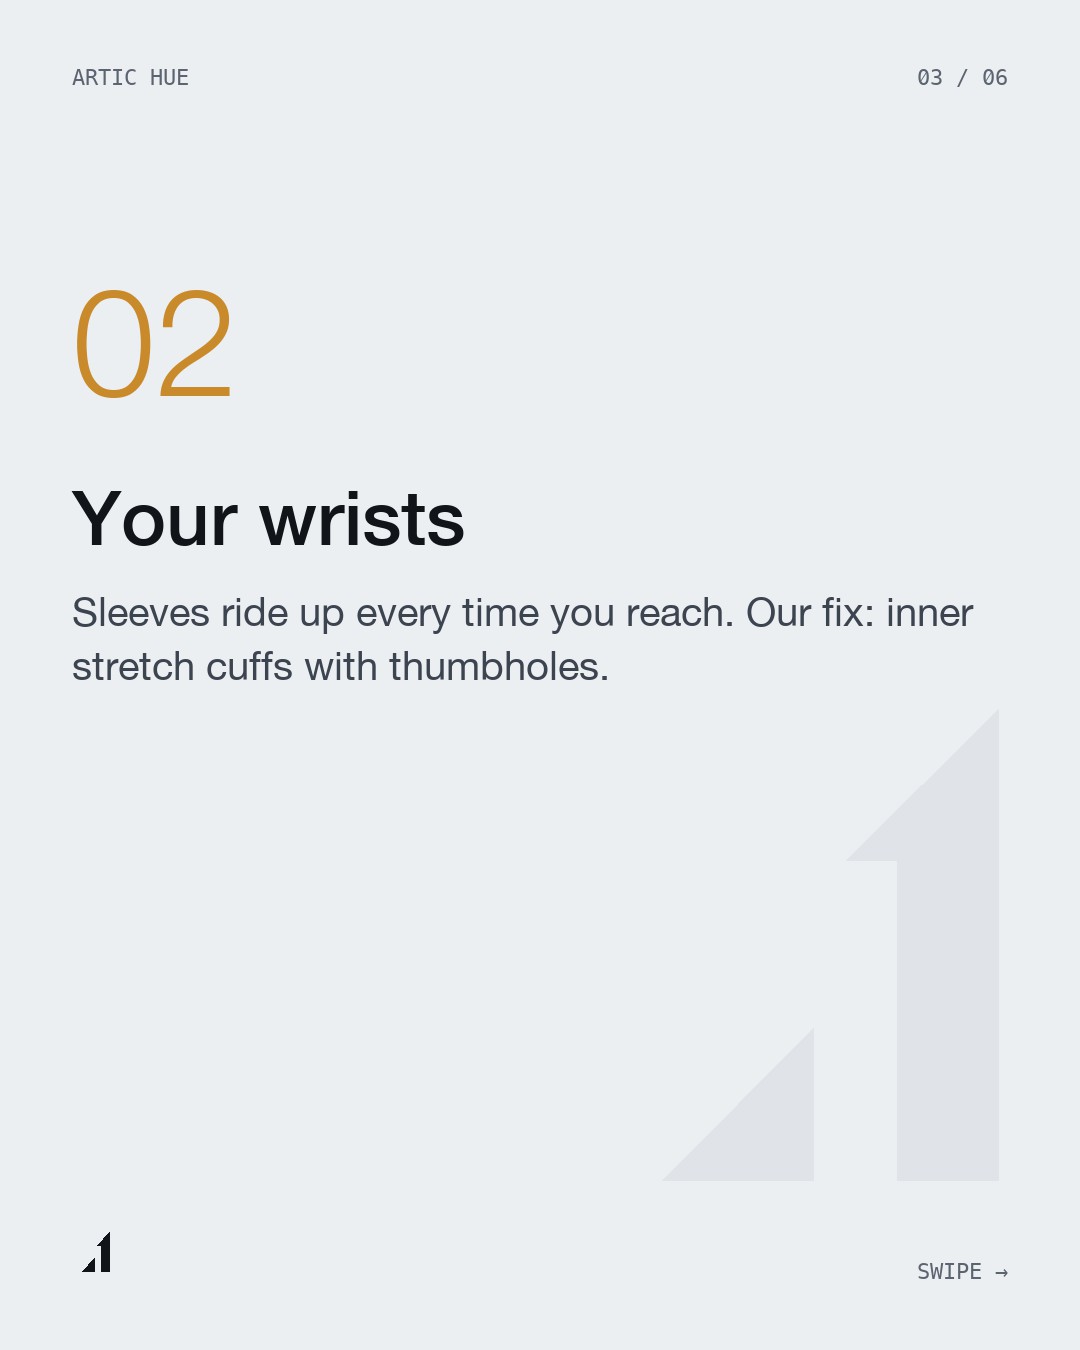 ARTIC HUE
03 / 06
02
Your wrists
Sleeves ride up every time you reach. Our fix: inner
stretch cuffs with thumbholes.
SWIPE →